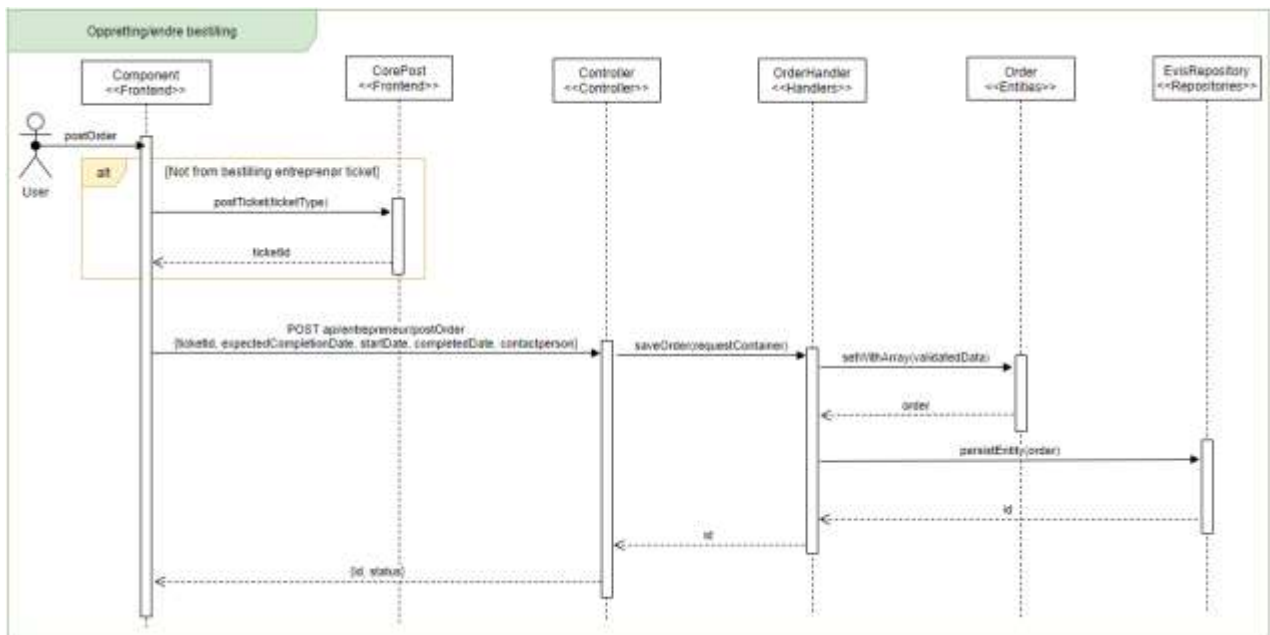 Oppretting/endre bestilling
Component
<<Frontend>>
CorePost
<<Frontend>>
Controller
<<Controller>>
OrderHandler
<<Handlers>>
Order
<<Entities>>
EvisRepository
<<Repositories>>
postOrder
User
alt
[Not from bestilling entreprenør ticket]
postTicket(ticketType)
ticketId
POST api/entrepreneur/postOrder
{ticketId, expectedCompletionDate, startDate, completedDate, contactperson}
saveOrder(requestContainer)
setWithArray(validatedData)
order
persistEntity(order)
id
id
{id, status}